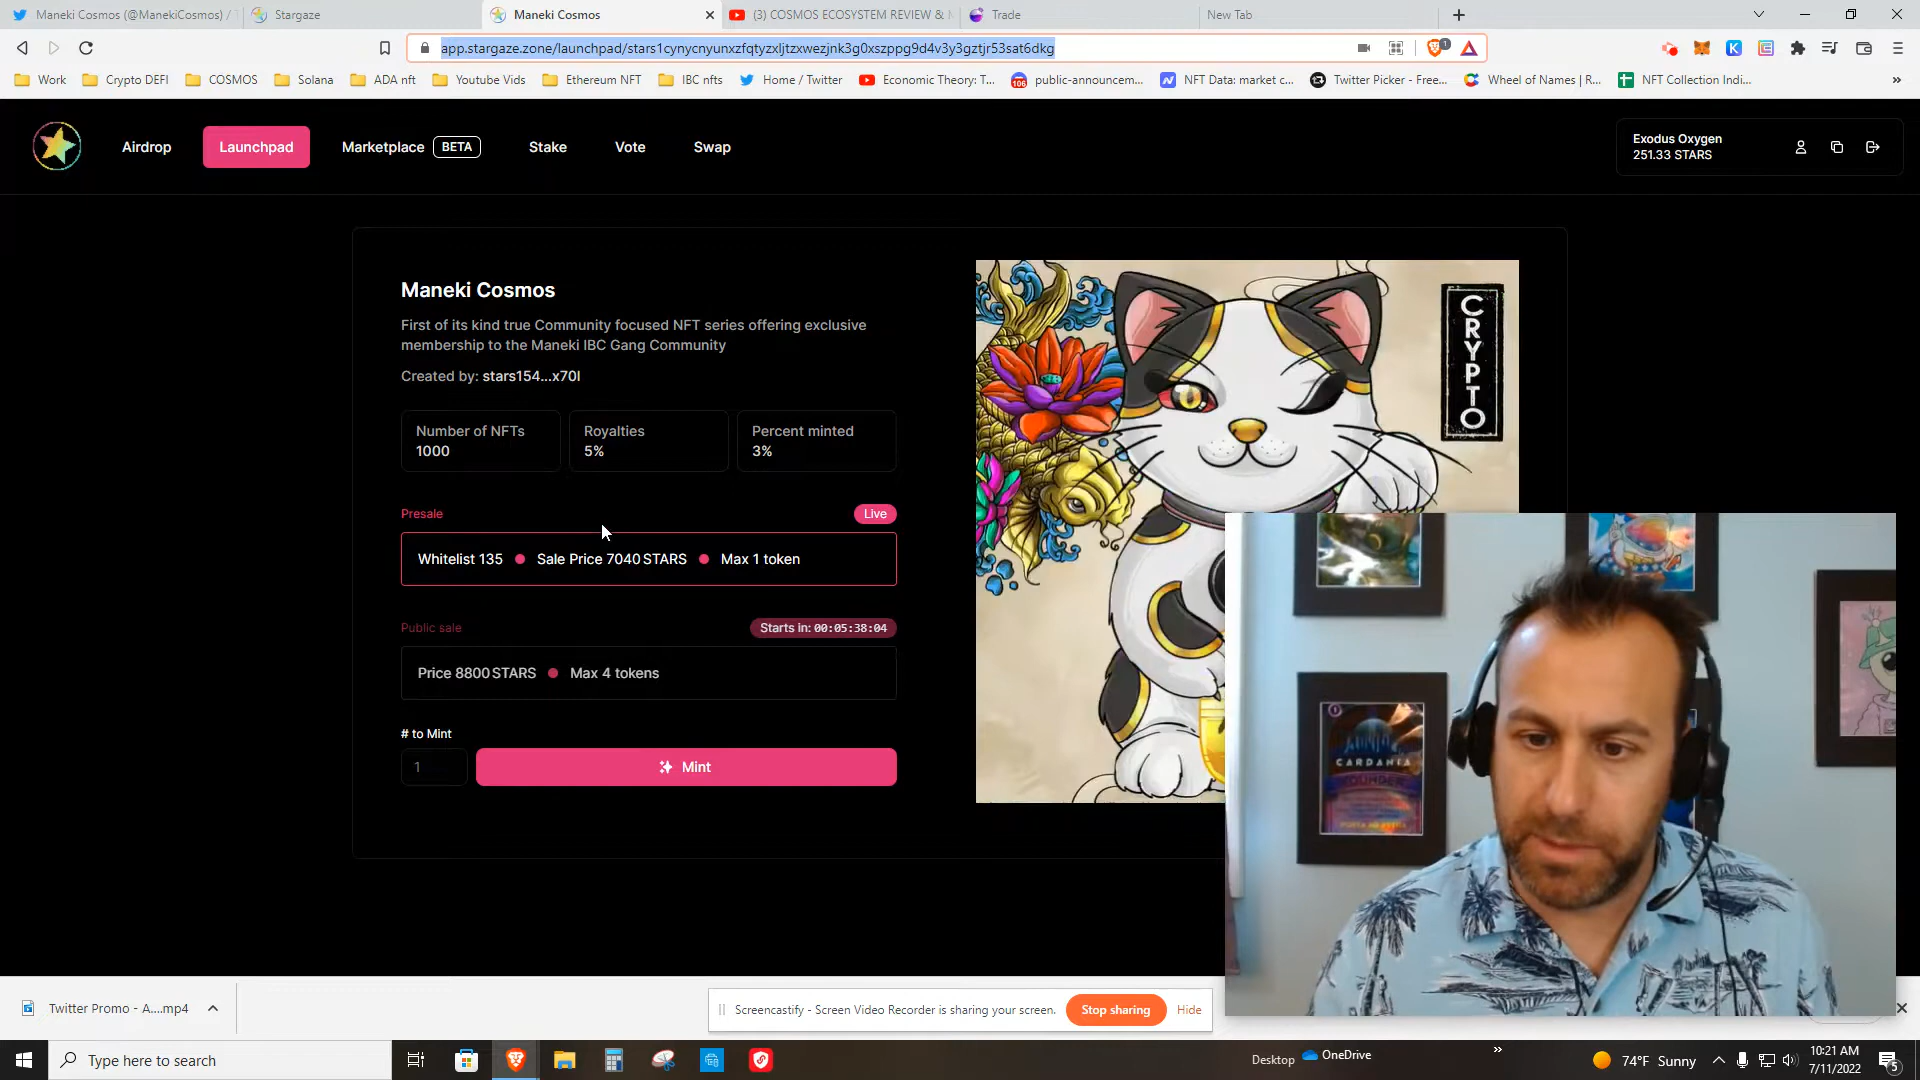 Maneki Cosmos (@ManekiCosmos) /
Stargaze
Maneki Cosmos
(3) COSMOS ECOSYSTEM REVIEW &
Trade
New Tab
app.stargaze.zone/launchpad/stars1cynycnyunxzfqtyzxljtzxwezjnk3g0xszppg9d4v3y3gztjr53sat6dkg
1
Work
Crypto DEFI
COSMOS
Solana
ADA nft
Youtube Vids
Ethereum NFT
IBC nfts
Home / Twitter
Economic Theory: T...
106
public-announcem...
NFT Data: market c...
Twitter Picker - Free...
Wheel of Names | R...
NFT Collection Indi...
Airdrop
Launchpad
Marketplace BETA
Stake
Vote
Swap
Exodus Oxygen
251.33 STARS
Maneki Cosmos
First of its kind true Community focused NFT series offering exclusive
membership to the Maneki IBC Gang Community
Created by: stars154...x70l
Number of NFTs
1000
Royalties
5%
Percent minted
3%
Presale
Live
Whitelist 135 Sale Price 7040 STARS Max 1 token
Public sale
Starts in: 00:05:38:04
Price 8800 STARS Max 4 tokens
# to Mint
1
Mint
CRYPTO
CARDANIA
FOUNDER
Twitter Promo - A....mp4
Screencastify - Screen Video Recorder is sharing your screen.
Stop sharing
Hide
Type here to search
Desktop
OneDrive
74°F Sunny
10:21 AM
7/11/2022
5